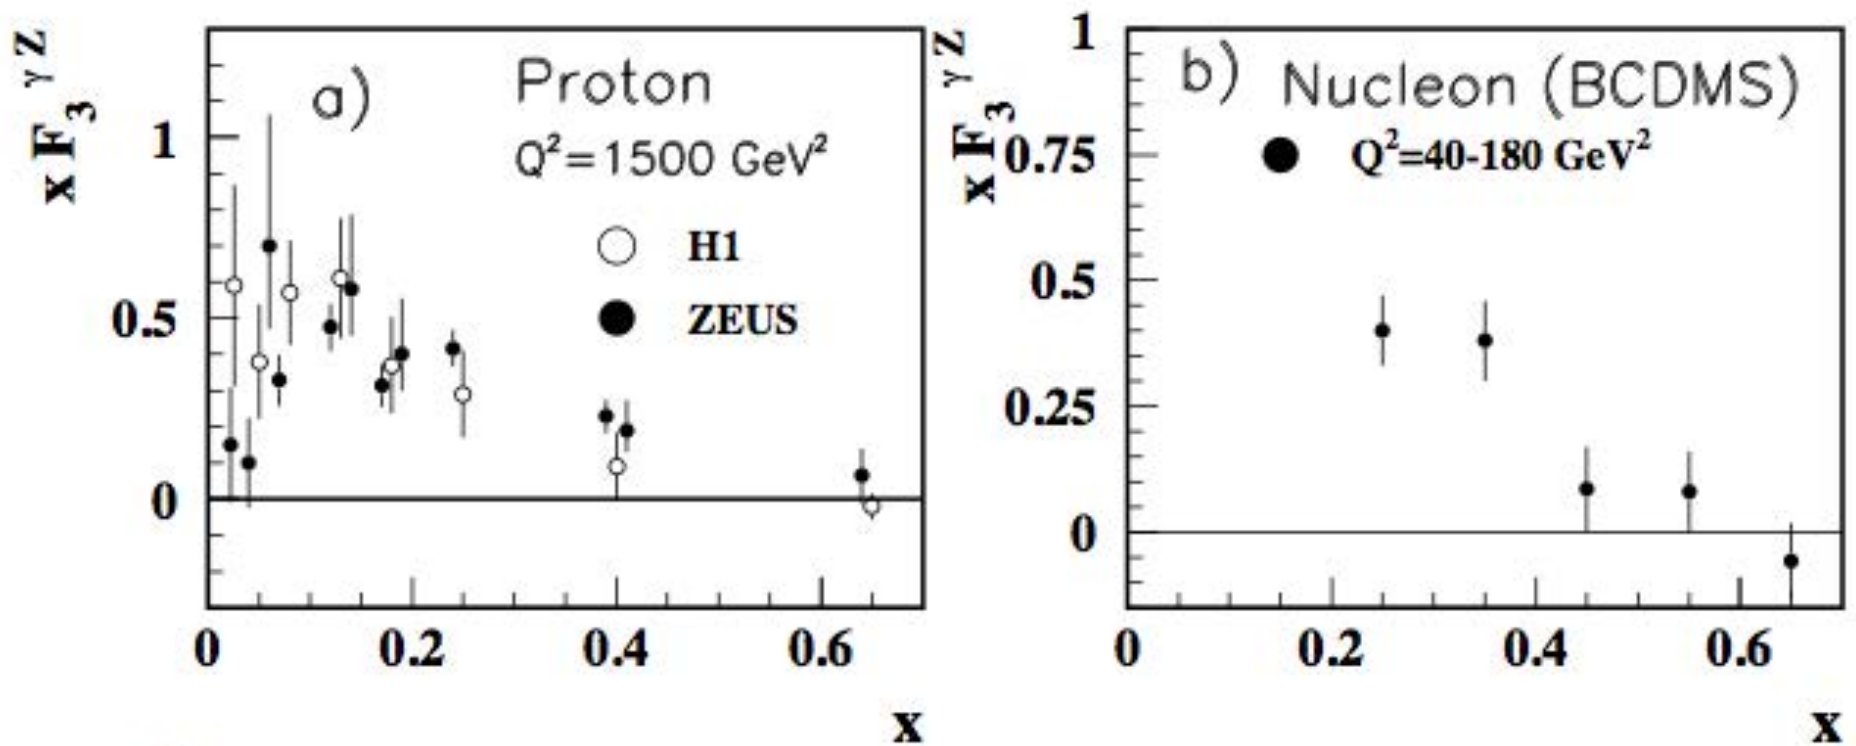 x F₃ γ Z
a)
Proton
Q²=1500 GeV²
H1
ZEUS
1
0.5
0
0 0.2 0.4 0.6
x
x F₃ γ Z
b) Nucleon (BCDMS)
Q²=40-180 GeV²
1
0.75
0.5
0.25
0
0 0.2 0.4 0.6
x